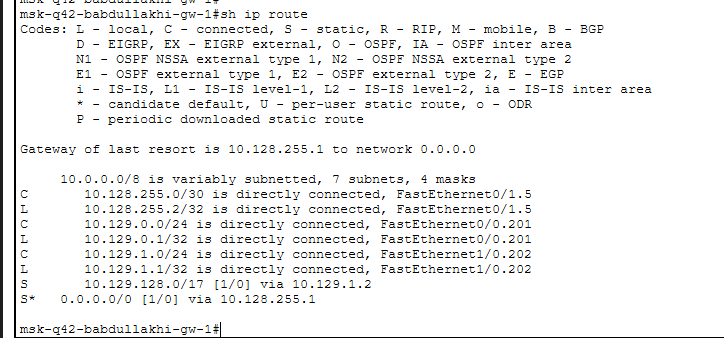 msk-q42-babdullakhi-gw-1#
msk-q42-babdullakhi-gw-1#sh ip route
Codes: L - local, C - connected, S - static, R - RIP, M - mobile, B - BGP
       D - EIGRP, EX - EIGRP external, O - OSPF, IA - OSPF inter area
       N1 - OSPF NSSA external type 1, N2 - OSPF NSSA external type 2
       E1 - OSPF external type 1, E2 - OSPF external type 2, E - EGP
       i - IS-IS, L1 - IS-IS level-1, L2 - IS-IS level-2, ia - IS-IS inter area
       * - candidate default, U - per-user static route, o - ODR
       P - periodic downloaded static route
Gateway of last resort is 10.128.255.1 to network 0.0.0.0
     10.0.0.0/8 is variably subnetted, 7 subnets, 4 masks
C       10.128.255.0/30 is directly connected, FastEthernet0/1.5
L       10.128.255.2/32 is directly connected, FastEthernet0/1.5
C       10.129.0.0/24 is directly connected, FastEthernet0/0.201
L       10.129.0.1/32 is directly connected, FastEthernet0/0.201
C       10.129.1.0/24 is directly connected, FastEthernet1/0.202
L       10.129.1.1/32 is directly connected, FastEthernet1/0.202
S       10.129.128.0/17 [1/0] via 10.129.1.2
S*   0.0.0.0/0 [1/0] via 10.128.255.1
msk-q42-babdullakhi-gw-1#